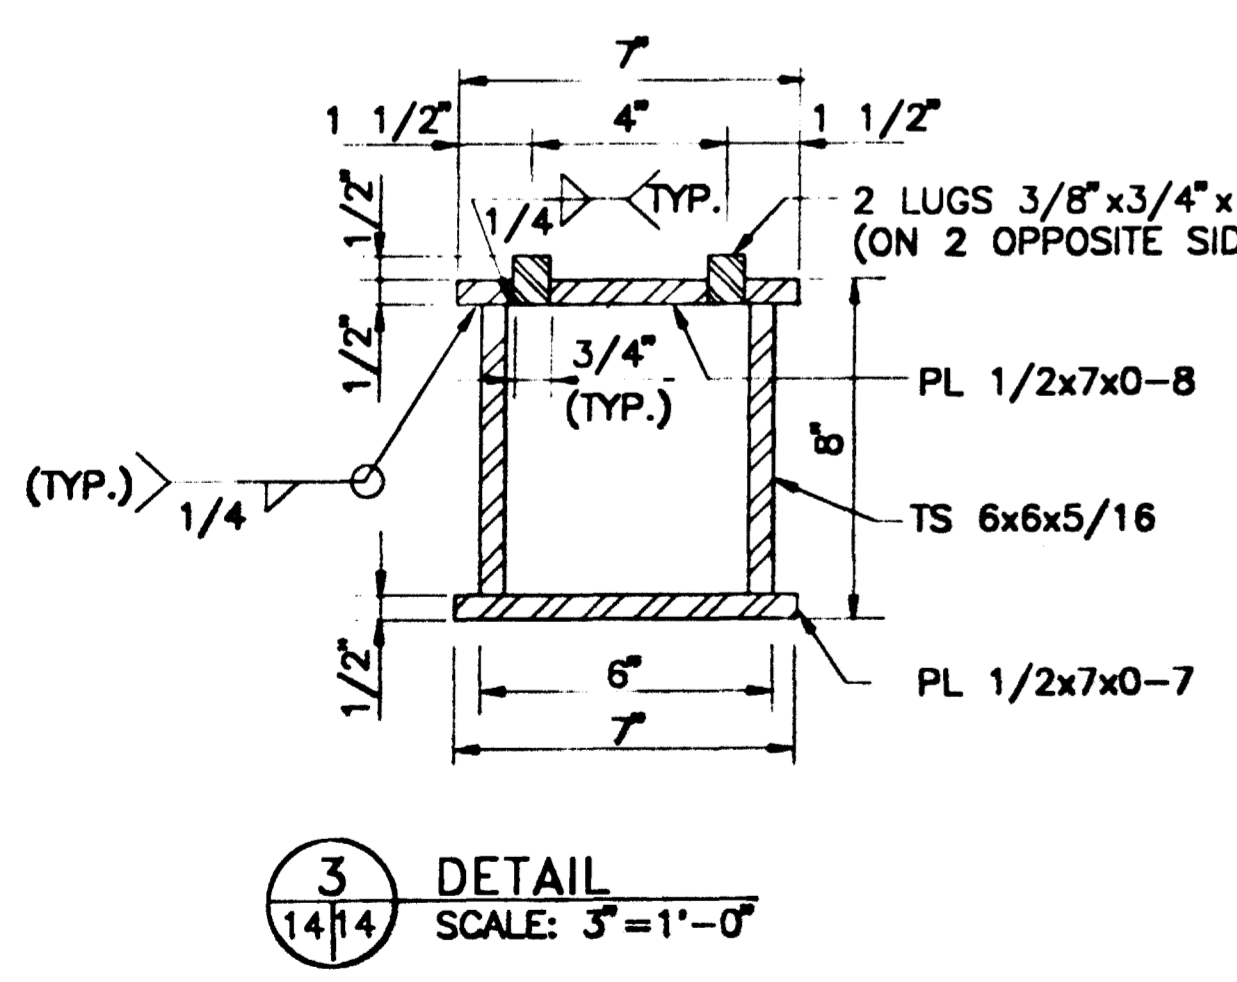 7"
1 1/2" 4" 1 1/2"
1/2"
1/4 TYP.
2 LUGS 3/8"x3/4"x
(ON 2 OPPOSITE SID
1/2"
3/4"
(TYP.)
PL 1/2x7x0-8
8"
(TYP.) 1/4
TS 6x6x5/16
1/2"
6"
PL 1/2x7x0-7
7"
3
14 14
DETAIL
SCALE: 3"=1'-0"